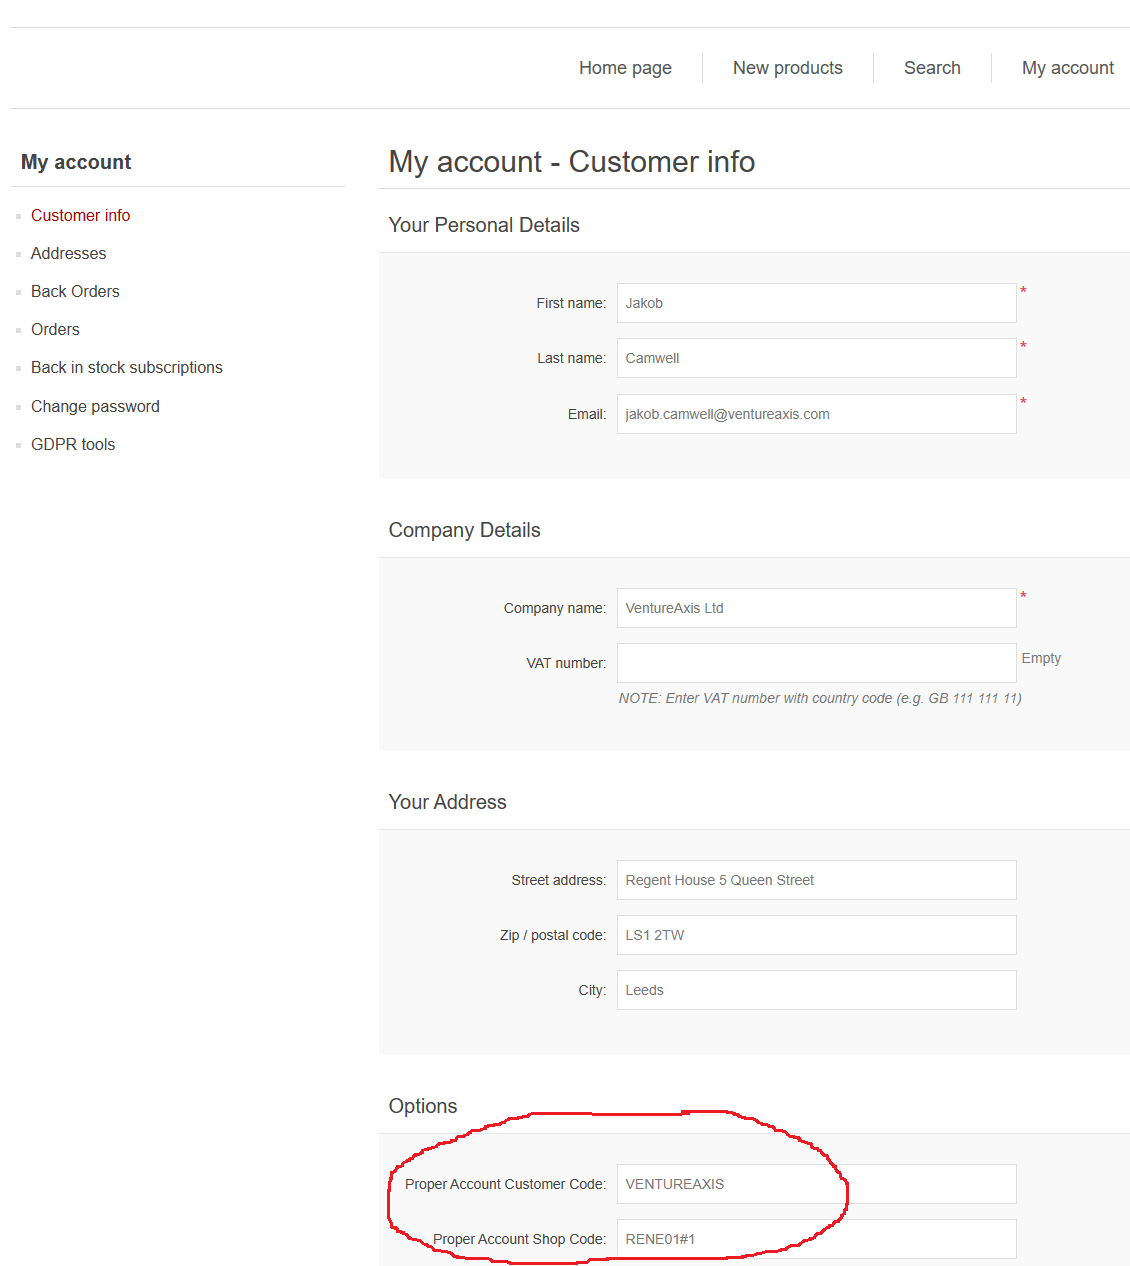 Home page New products Search My account
My account
Customer info
Addresses
Back Orders
Orders
Back in stock subscriptions
Change password
GDPR tools
My account - Customer info
Your Personal Details
First name: Jakob *
Last name: Camwell *
Email: jakob.camwell@ventureaxis.com *
Company Details
Company name: VentureAxis Ltd *
VAT number: Empty
NOTE: Enter VAT number with country code (e.g. GB 111 111 11)
Your Address
Street address: Regent House 5 Queen Street
Zip / postal code: LS1 2TW
City: Leeds
Options
Proper Account Customer Code: VENTUREAXIS
Proper Account Shop Code: RENE01#1